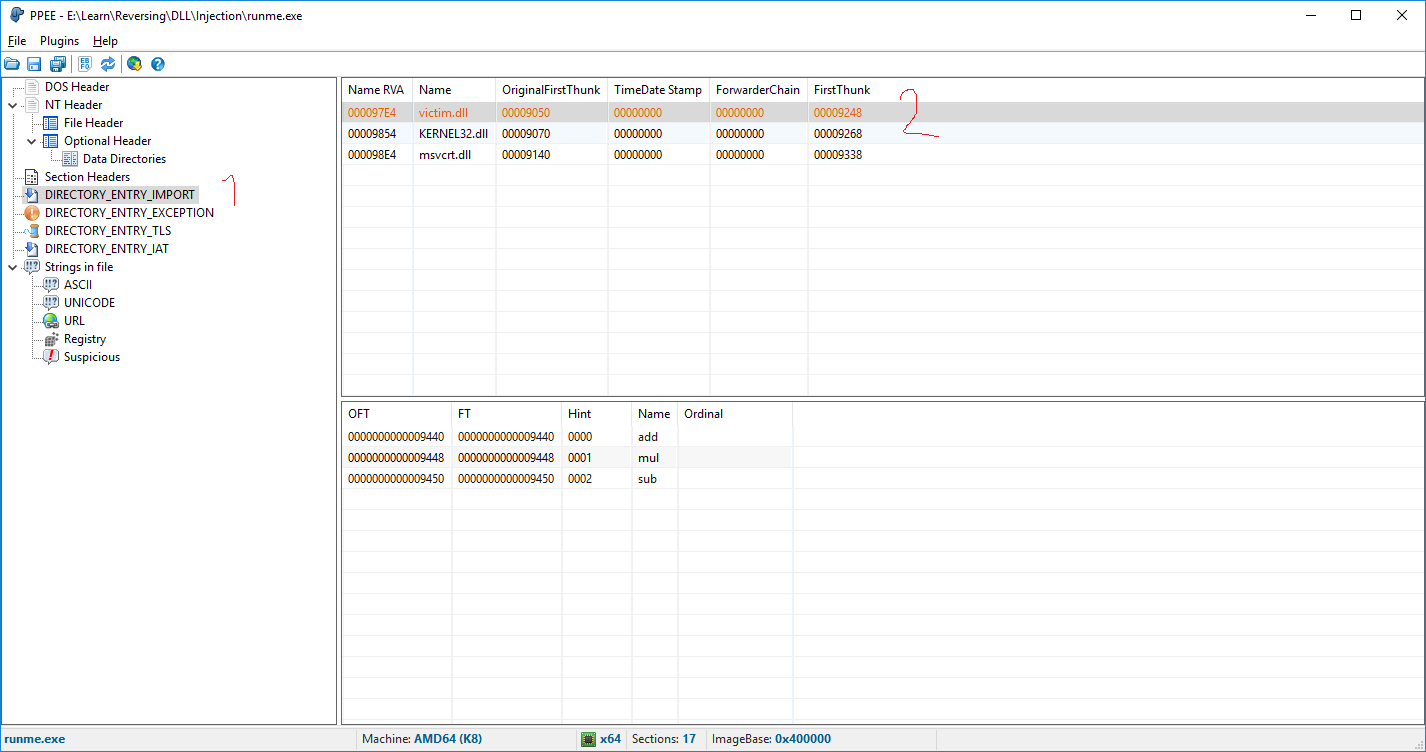 PPEE - E:\Learn\Reversing\DLL\Injection\runme.exe
File Plugins Help
DOS Header
NT Header
File Header
Optional Header
Data Directories
Section Headers
DIRECTORY_ENTRY_IMPORT 1
DIRECTORY_ENTRY_EXCEPTION
DIRECTORY_ENTRY_TLS
DIRECTORY_ENTRY_IAT
Strings in file
ASCII
UNICODE
URL
Registry
Suspicious
Name RVA Name OriginalFirstThunk TimeDate Stamp ForwarderChain FirstThunk
000097E4 victim.dll 00009050 00000000 00000000 00009248 2
00009854 KERNEL32.dll 00009070 00000000 00000000 00009268
000098E4 msvcrt.dll 00009140 00000000 00000000 00009338
OFT FT Hint Name Ordinal
0000000000009440 0000000000009440 0000 add
0000000000009448 0000000000009448 0001 mul
0000000000009450 0000000000009450 0002 sub
runme.exe Machine: AMD64 (K8) x64 Sections: 17 ImageBase: 0x400000